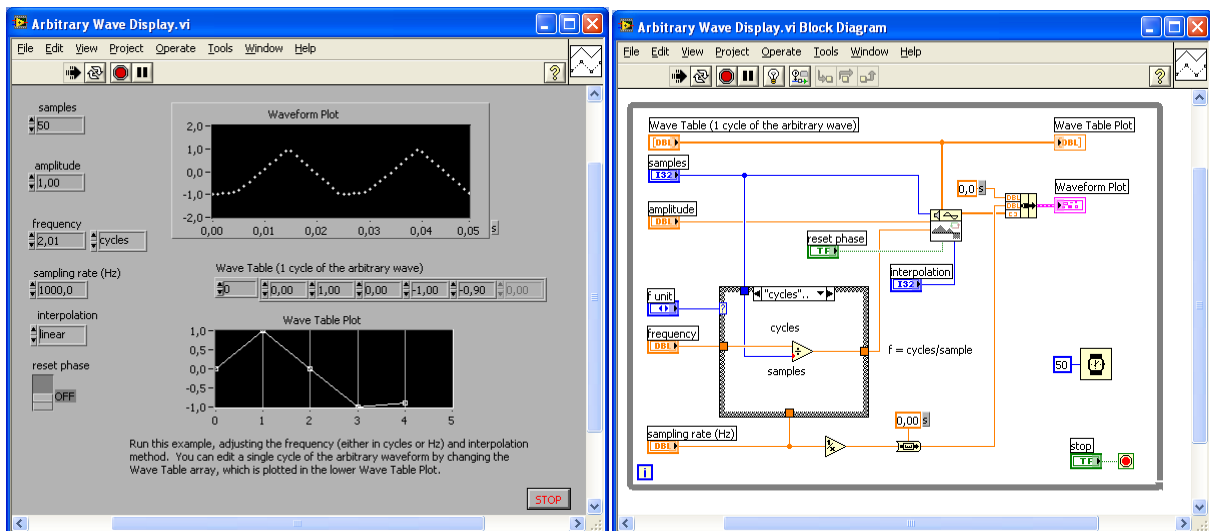 Arbitrary Wave Display.vi
File Edit View Project Operate Tools Window Help
?
samples
50
amplitude
1,00
frequency
2,01 cycles
sampling rate (Hz)
1000,0
interpolation
linear
reset phase
OFF
Waveform Plot
2,0
1,0
0,0
-1,0
-2,0
0,00 0,01 0,02 0,03 0,04 0,05 s
Wave Table (1 cycle of the arbitrary wave)
0 0,00 1,00 0,00 -1,00 -0,90 0,00
Wave Table Plot
1,0
0,5
0,0
-0,5
-1,0
0 1 2 3 4 5
Run this example, adjusting the frequency (either in cycles or Hz) and interpolation
method. You can edit a single cycle of the arbitrary waveform by changing the
Wave Table array, which is plotted in the lower Wave Table Plot.
STOP
Arbitrary Wave Display.vi Block Diagram
File Edit View Project Operate Tools Window Help
?
Wave Table (1 cycle of the arbitrary wave)
[DBL]
Wave Table Plot
DBL]
samples
I32
0,0 s
DBL
DBL
Waveform Plot
amplitude
DBL
reset phase
TF
interpolation
I32
"cycles"..
f unit
?
cycles
frequency
DBL
samples
f = cycles/sample
50
sampling rate (Hz)
DBL
0,00 s
stop
TF
i